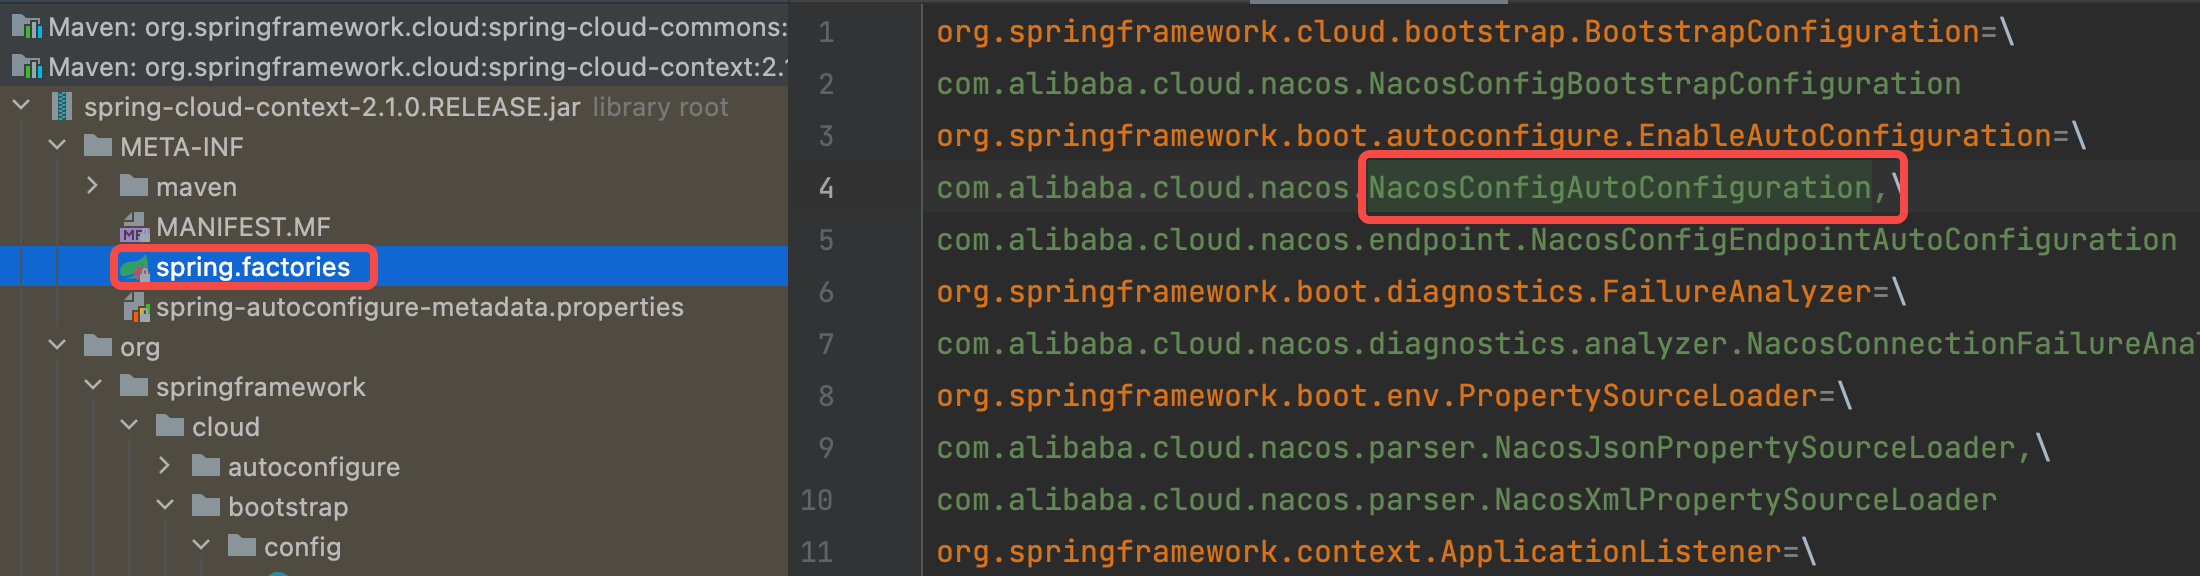 Maven: org.springframework.cloud:spring-cloud-commons:
Maven: org.springframework.cloud:spring-cloud-context:2.
spring-cloud-context-2.1.0.RELEASE.jar library root
META-INF
maven
MANIFEST.MF
spring.factories
spring-autoconfigure-metadata.properties
org
springframework
cloud
autoconfigure
bootstrap
config
1 org.springframework.cloud.bootstrap.BootstrapConfiguration=\
2 com.alibaba.cloud.nacos.NacosConfigBootstrapConfiguration
3 org.springframework.boot.autoconfigure.EnableAutoConfiguration=\
4 com.alibaba.cloud.nacos.NacosConfigAutoConfiguration,\
5 com.alibaba.cloud.nacos.endpoint.NacosConfigEndpointAutoConfiguration
6 org.springframework.boot.diagnostics.FailureAnalyzer=\
7 com.alibaba.cloud.nacos.diagnostics.analyzer.NacosConnectionFailureAnal
8 org.springframework.boot.env.PropertySourceLoader=\
9 com.alibaba.cloud.nacos.parser.NacosJsonPropertySourceLoader,\
10 com.alibaba.cloud.nacos.parser.NacosXmlPropertySourceLoader
11 org.springframework.context.ApplicationListener=\